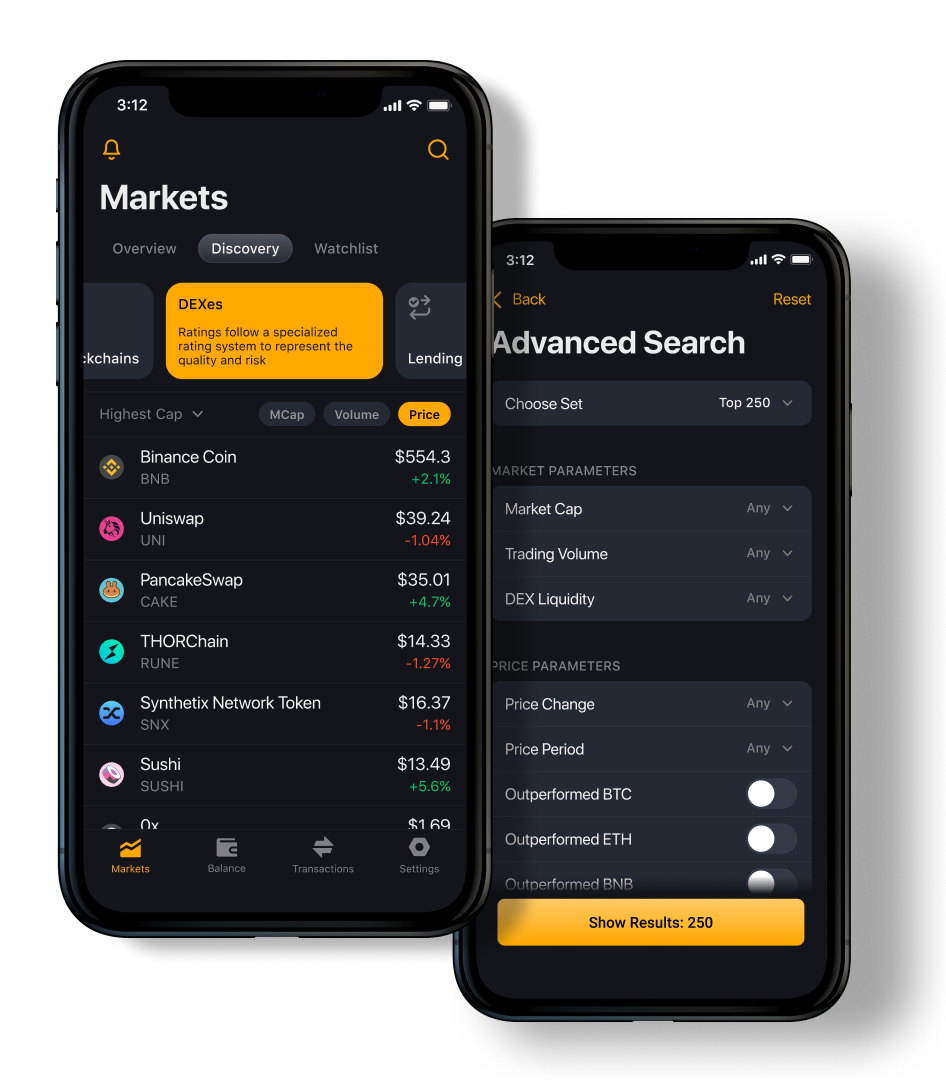 3:12
Markets
Overview
Discovery
Watchlist
ckchains
DEXes
Ratings follow a specialized
rating system to represent the
quality and risk
Lending
Highest Cap
MCap
Volume
Price
Binance Coin
$554.3
BNB
+2.1%
Uniswap
$39.24
UNI
-1.04%
PancakeSwap
$35.01
CAKE
+4.7%
THORChain
$14.33
RUNE
-1.27%
Synthetix Network Token
$16.37
SNX
-1.1%
Sushi
$13.49
SUSHI
+5.6%
0x
$1.69
Markets
Balance
Transactions
Settings
3:12
Back
Reset
Advanced Search
Choose Set
Top 250
MARKET PARAMETERS
Market Cap
Any
Trading Volume
Any
DEX Liquidity
Any
PRICE PARAMETERS
Price Change
Any
Price Period
Any
Outperformed BTC
Outperformed ETH
Outperformed BNB
Show Results: 250